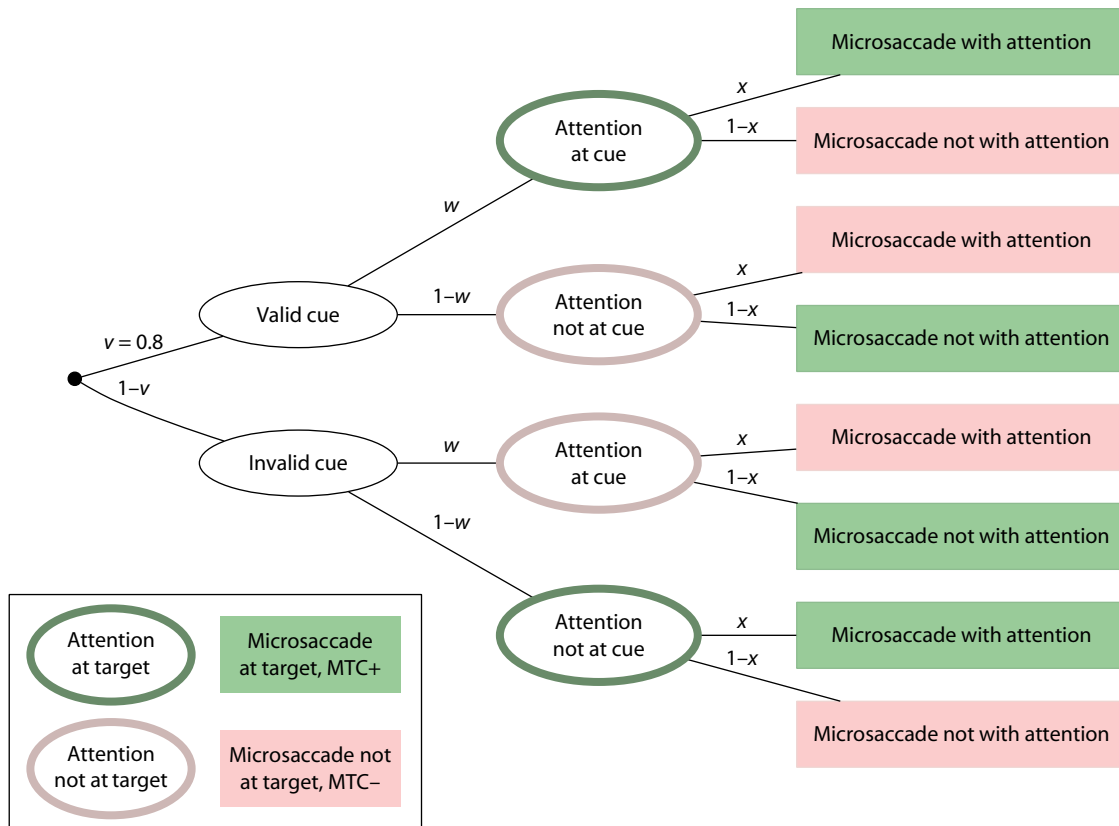 Microsaccade with attention
x
Attention
at cue
1–x
Microsaccade not with attention
w
Microsaccade with attention
x
Valid cue
1–w
Attention
not at cue
1–x
Microsaccade not with attention
v = 0.8
1–v
Microsaccade with attention
Invalid cue
w
Attention
at cue
x
1–x
Microsaccade not with attention
1–w
Microsaccade with attention
Attention
not at cue
x
1–x
Microsaccade not with attention
Attention
at target
Microsaccade
at target, MTC+
Attention
not at target
Microsaccade not
at target, MTC–